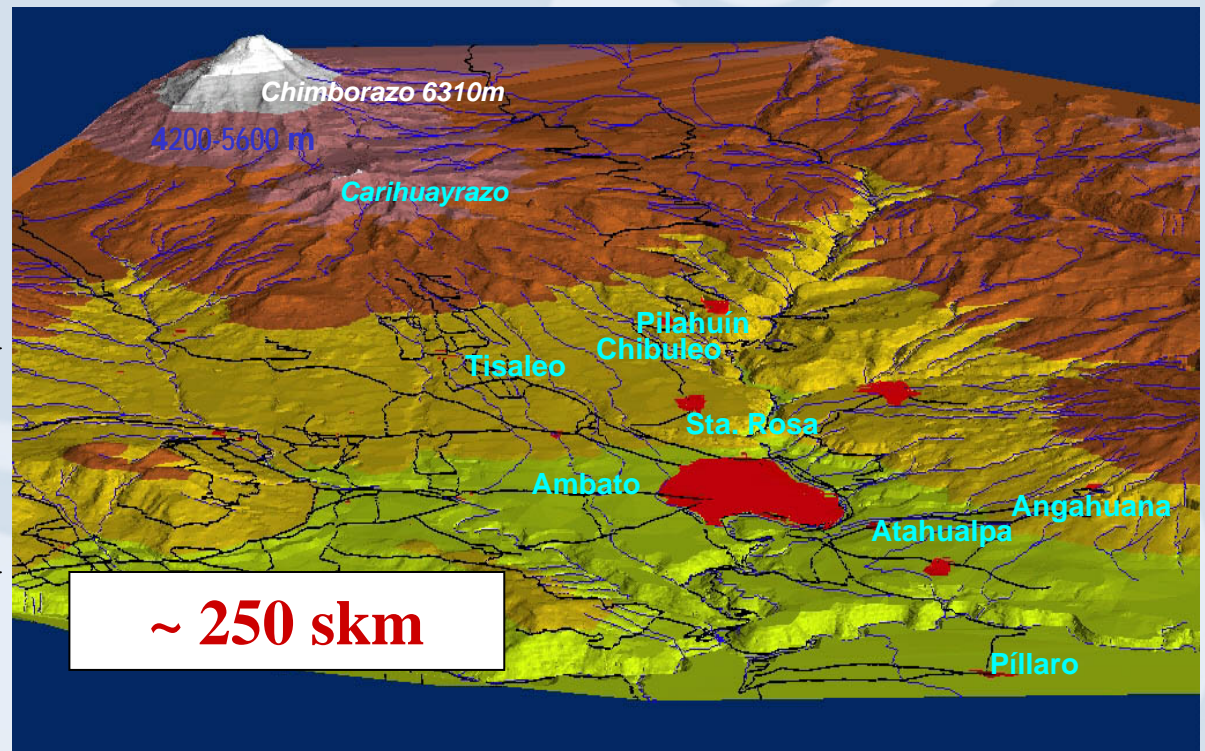 Chimborazo 6310m
4200-5600 m
Carihuayrazo
Pilahuín
Chibuleo
Tisaleo
Sta. Rosa
Ambato
Angahuana
Atahualpa
~ 250 skm
Píllaro